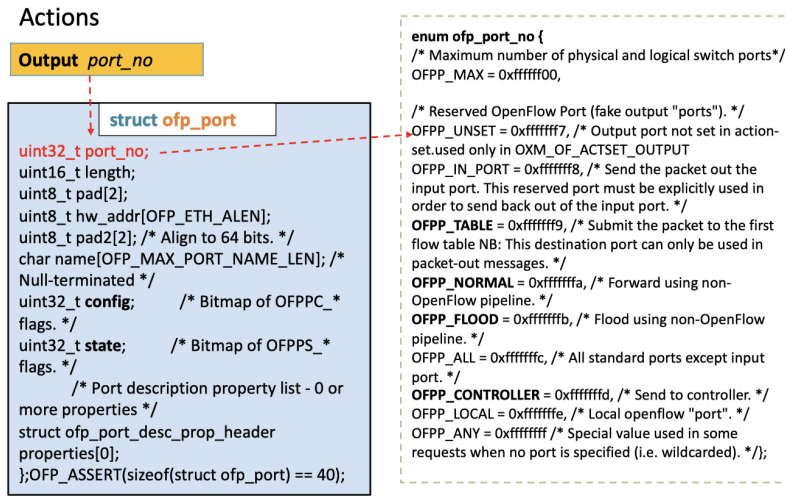 Actions
Output port_no
struct ofp_port
uint32_t port_no;
uint16_t length;
uint8_t pad[2];
uint8_t hw_addr[OFP_ETH_ALEN];
uint8_t pad2[2]; /* Align to 64 bits. */
char name[OFP_MAX_PORT_NAME_LEN]; /*
Null-terminated */
uint32_t config; /* Bitmap of OFPPC_*
flags. */
uint32_t state; /* Bitmap of OFPPS_*
flags. */
/* Port description property list - 0 or
more properties */
struct ofp_port_desc_prop_header
properties[0];
};OFP_ASSERT(sizeof(struct ofp_port) == 40);
enum ofp_port_no {
/* Maximum number of physical and logical switch ports*/
OFPP_MAX = 0xffffff00,
/* Reserved OpenFlow Port (fake output "ports"). */
OFPP_UNSET = 0xfffffff7, /* Output port not set in action-
set.used only in OXM_OF_ACTSET_OUTPUT
OFPP_IN_PORT = 0xfffffff8, /* Send the packet out the
input port. This reserved port must be explicitly used in
order to send back out of the input port. */
OFPP_TABLE = 0xfffffff9, /* Submit the packet to the first
flow table NB: This destination port can only be used in
packet-out messages. */
OFPP_NORMAL = 0xfffffffa, /* Forward using non-
OpenFlow pipeline. */
OFPP_FLOOD = 0xfffffffb, /* Flood using non-OpenFlow
pipeline. */
OFPP_ALL = 0xfffffffc, /* All standard ports except input
port. */
OFPP_CONTROLLER = 0xfffffffd, /* Send to controller. */
OFPP_LOCAL = 0xfffffffe, /* Local openflow "port". */
OFPP_ANY = 0xffffffff /* Special value used in some
requests when no port is specified (i.e. wildcarded). */};